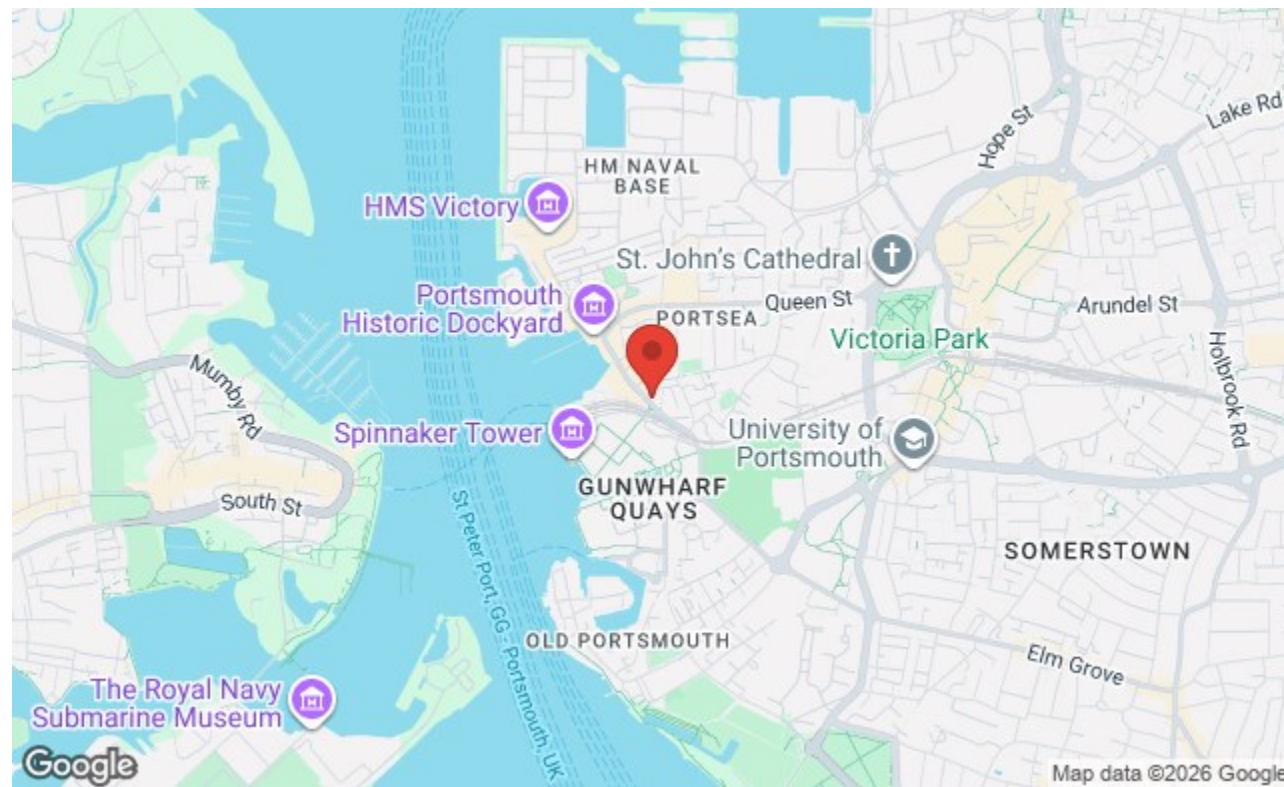 Lake Rd
Hope St
HM NAVAL
BASE
HMS Victory
St. John's Cathedral
Portsmouth
Historic Dockyard
Queen St
Arundel St
PORTSEA
Victoria Park
Holbrook Rd
Mumby Rd
Spinnaker Tower
University of
Portsmouth
GUNWHARF
QUAYS
South St
St Peter Port, GG - Portsmouth, UK
SOMERSTOWN
OLD PORTSMOUTH
Elm Grove
The Royal Navy
Submarine Museum
Google
Map data ©2026 Google